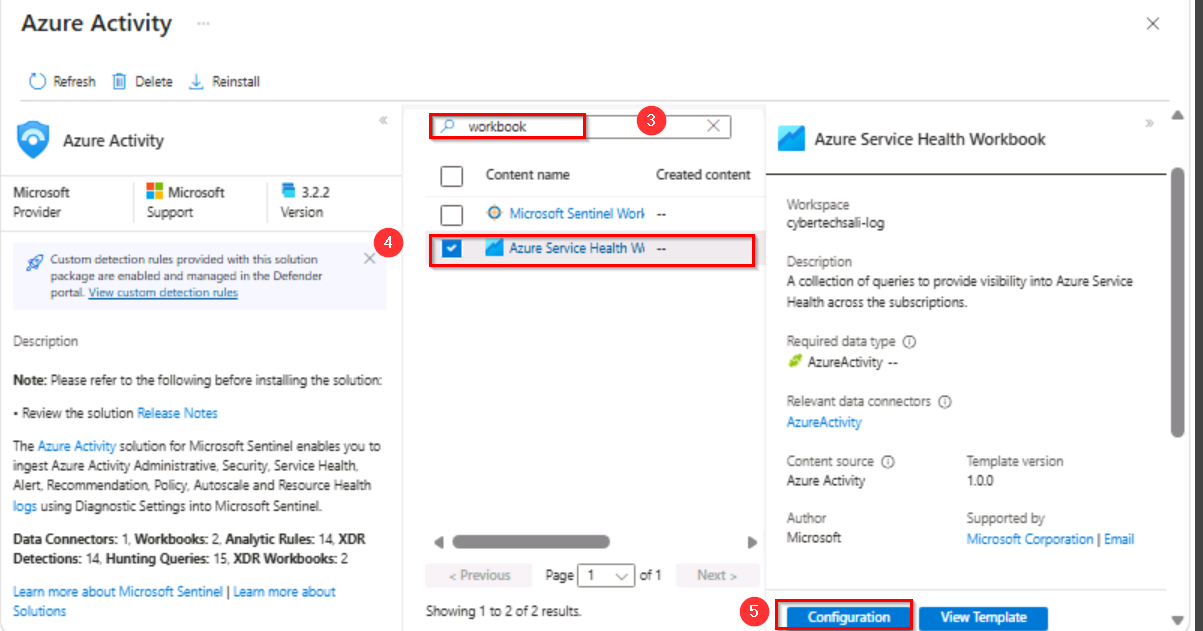 Azure Activity ...
Refresh Delete Reinstall
Azure Activity
Microsoft
Provider
Microsoft
Support
3.2.2
Version
4
Custom detection rules provided with this solution
package are enabled and managed in the Defender
portal. View custom detection rules
Description
Note: Please refer to the following before installing the solution:
• Review the solution Release Notes
The Azure Activity solution for Microsoft Sentinel enables you to
ingest Azure Activity Administrative, Security, Service Health,
Alert, Recommendation, Policy, Autoscale and Resource Health
logs using Diagnostic Settings into Microsoft Sentinel.
Data Connectors: 1, Workbooks: 2, Analytic Rules: 14, XDR
Detections: 14, Hunting Queries: 15, XDR Workbooks: 2
Learn more about Microsoft Sentinel | Learn more about
Solutions
workbook 3
Content name Created content
Microsoft Sentinel Work --
Azure Service Health W --
< Previous Page 1 of 1 Next >
Showing 1 to 2 of 2 results.
Azure Service Health Workbook
Workspace
cybertechsali-log
Description
A collection of queries to provide visibility into Azure Service
Health across the subscriptions.
Required data type
AzureActivity --
Relevant data connectors
AzureActivity
Content source
Azure Activity
Template version
1.0.0
Author
Microsoft
Supported by
Microsoft Corporation | Email
5 Configuration View Template